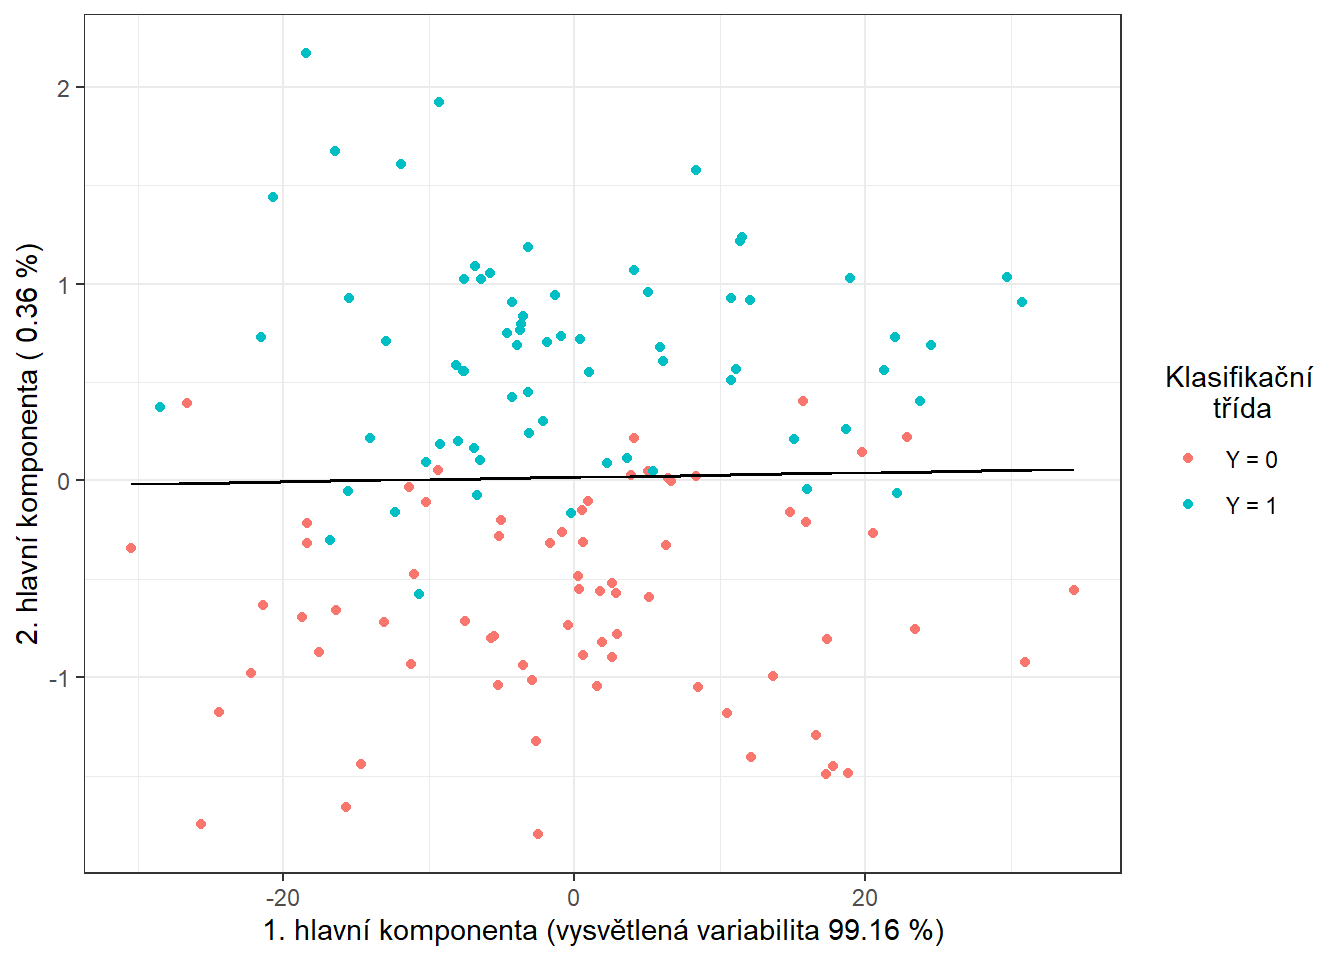 2
1
0
-1
2. hlavní komponenta ( 0.36 %)
-20
0
20
1. hlavní komponenta (vysvětlená variabilita 99.16 %)
Klasifikační
třída
Y = 0
Y = 1